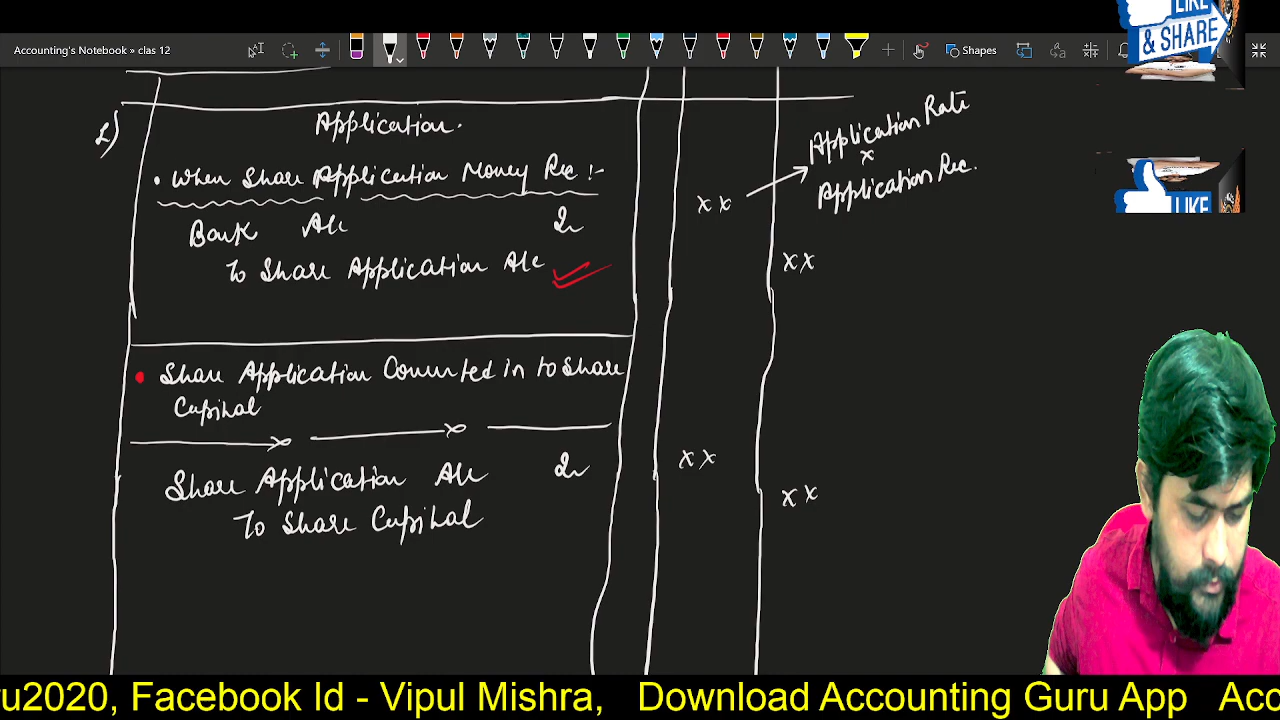 LIKE
& SHARE
Accounting's Notebook » clas 12
Shapes
Application Rate
x
Application Rec.
2)
Application.
• When Share Application Money Rec :-
Bank A/c Dr
xx
To Share Application A/c
xx
LIKE
• Share Application Converted in to Share
Capital
Share Application A/c Dr
xx
To Share Capital
xx
ru2020, Facebook Id - Vipul Mishra, Download Accounting Guru App Acc